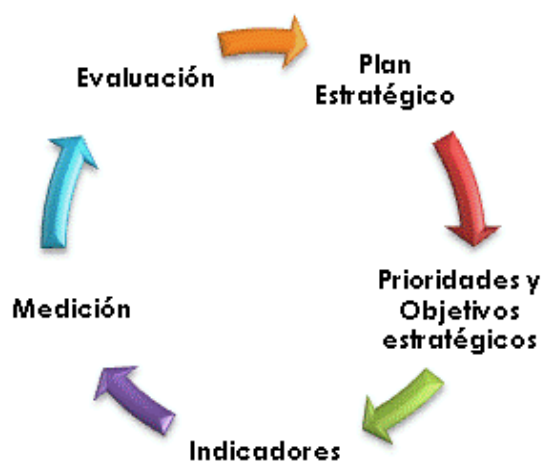 Evaluación
Plan
Estratégico
Prioridades y
Objetivos
estratégicos
Indicadores
Medición